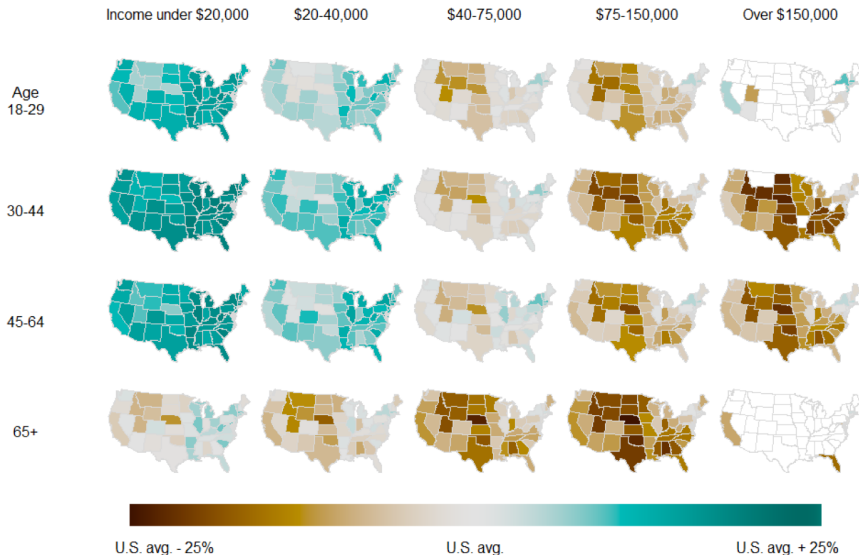 Income under $20,000 $20-40,000 $40-75,000 $75-150,000 Over $150,000
Age
18-29
30-44
45-64
65+
U.S. avg. - 25% U.S. avg. U.S. avg. + 25%